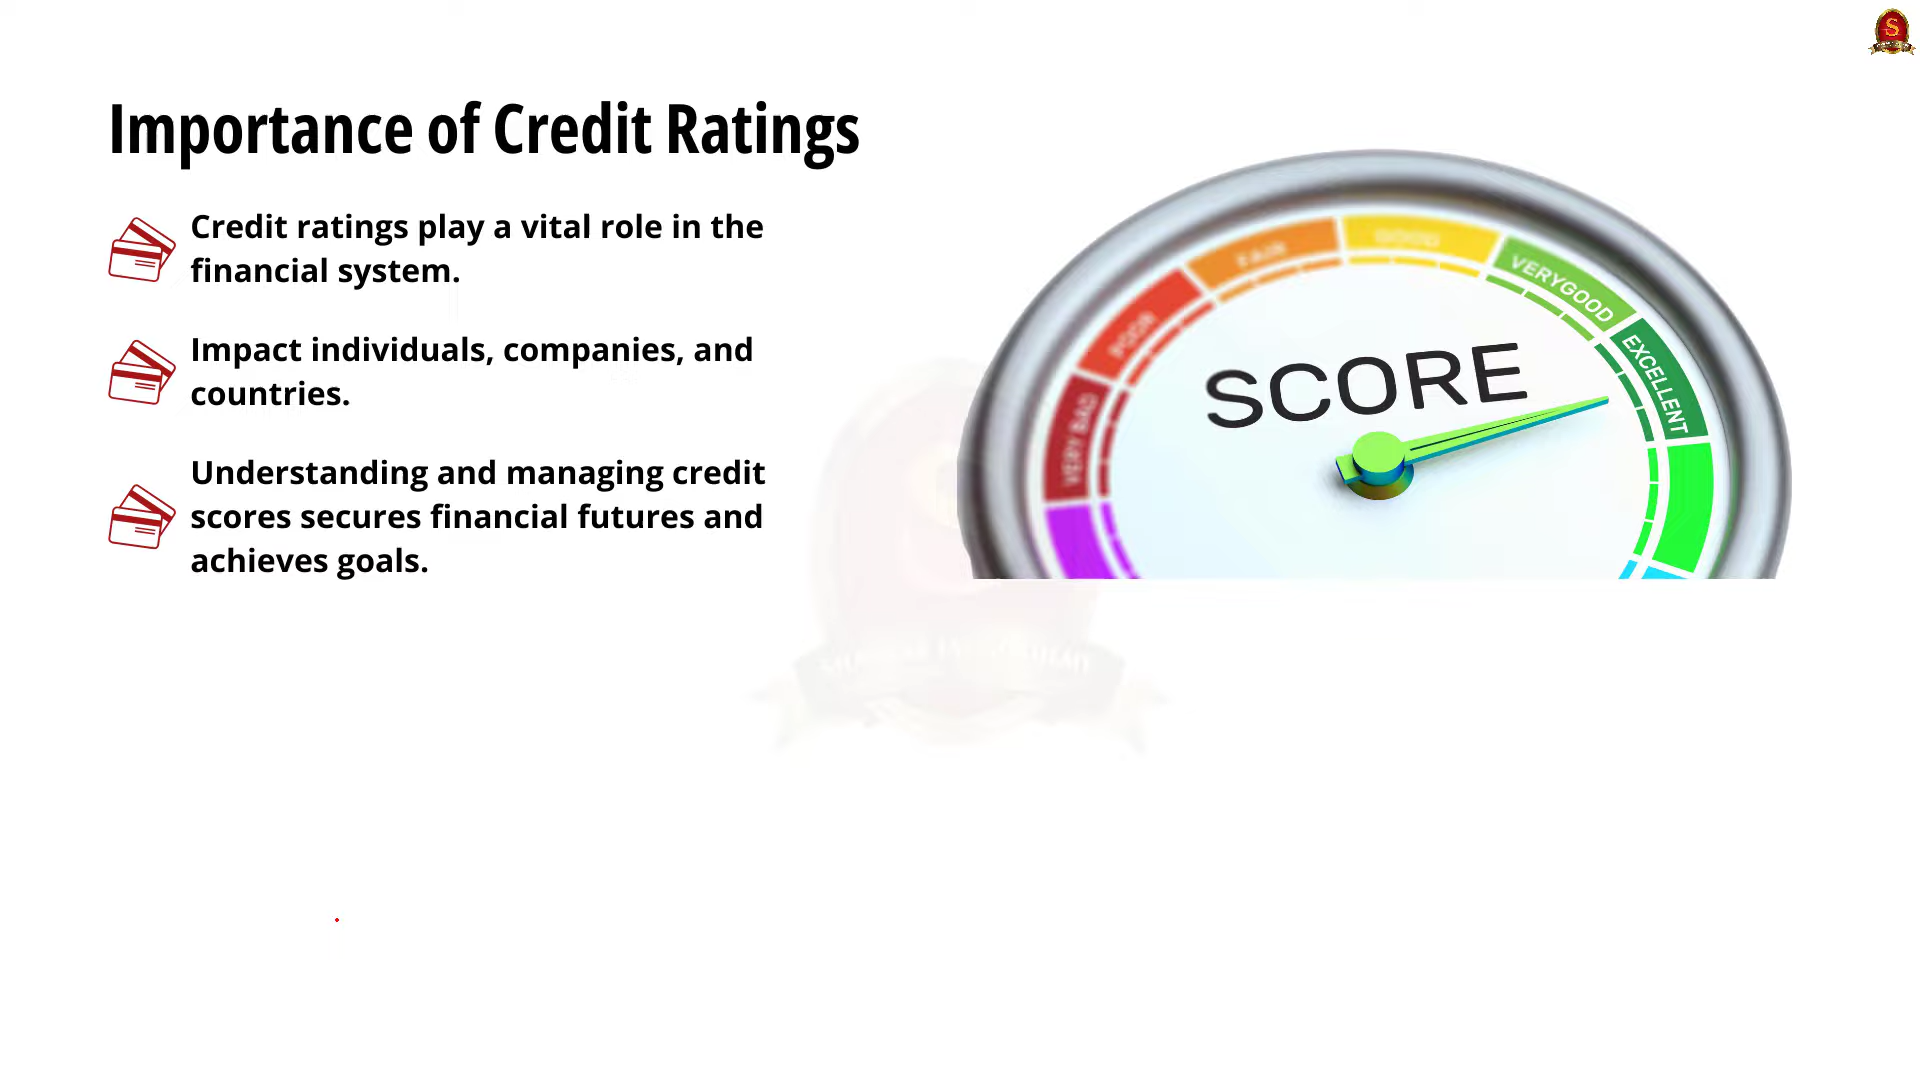 Importance of Credit Ratings
Credit ratings play a vital role in the
financial system.
Impact individuals, companies, and
countries.
Understanding and managing credit
scores secures financial futures and
achieves goals.
VERY BAD
POOR
FAIR
GOOD
VERYGOOD
EXCELLENT
SCORE
S